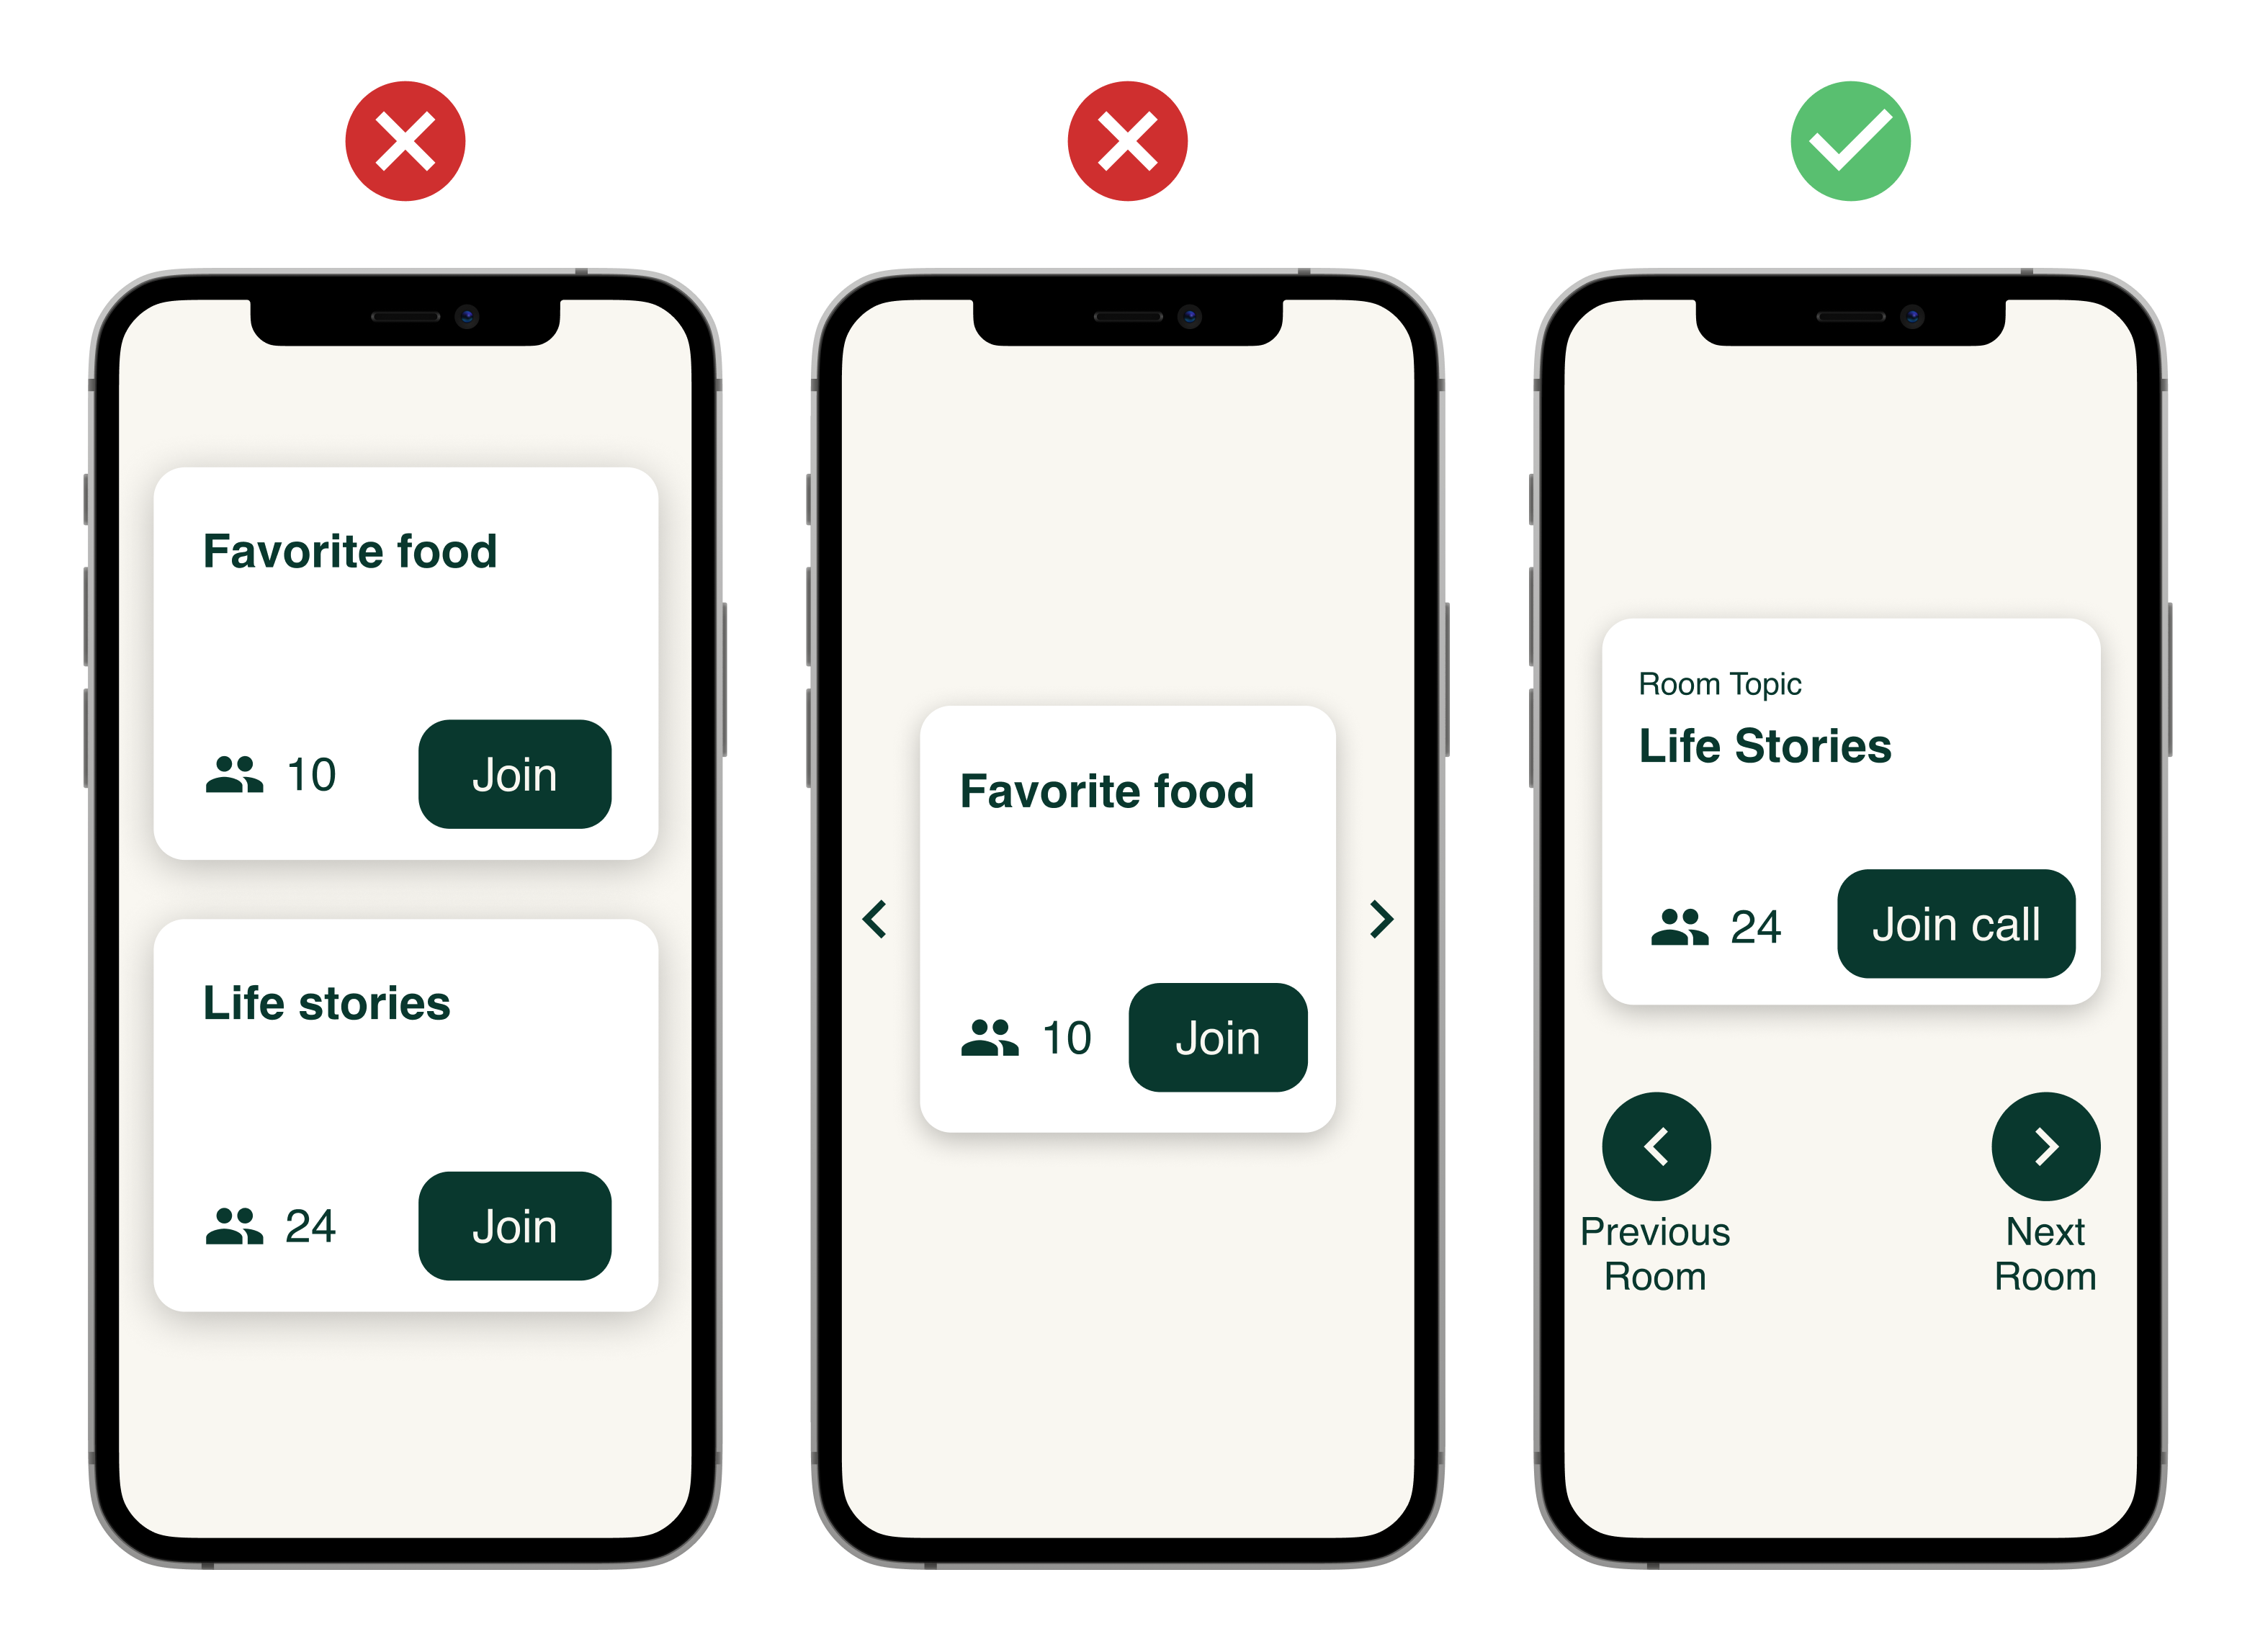 Favorite food
10
Join
Life stories
24
Join
Favorite food
10
Join
Room Topic
Life Stories
24
Join call
Previous
Room
Next
Room